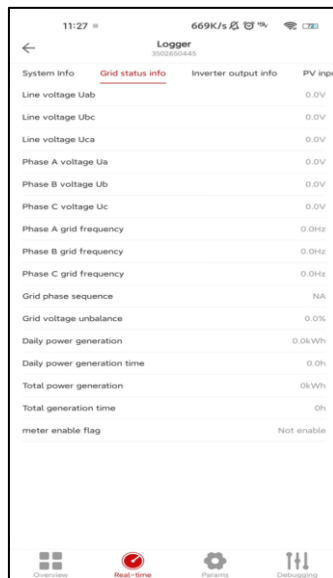 11:27
669K/s
Logger
3502650445
System Info Grid status info Inverter output info PV inpu
Line voltage Uab 0.0V
Line voltage Ubc 0.0V
Line voltage Uca 0.0V
Phase A voltage Ua 0.0V
Phase B voltage Ub 0.0V
Phase C voltage Uc 0.0V
Phase A grid frequency 0.0Hz
Phase B grid frequency 0.0Hz
Phase C grid frequency 0.0Hz
Grid phase sequence NA
Grid voltage unbalance 0.0%
Daily power generation 0.0kWh
Daily power generation time 0.0h
Total power generation 0kWh
Total generation time 0h
meter enable flag Not enable
Overview Real-time Params Debugging